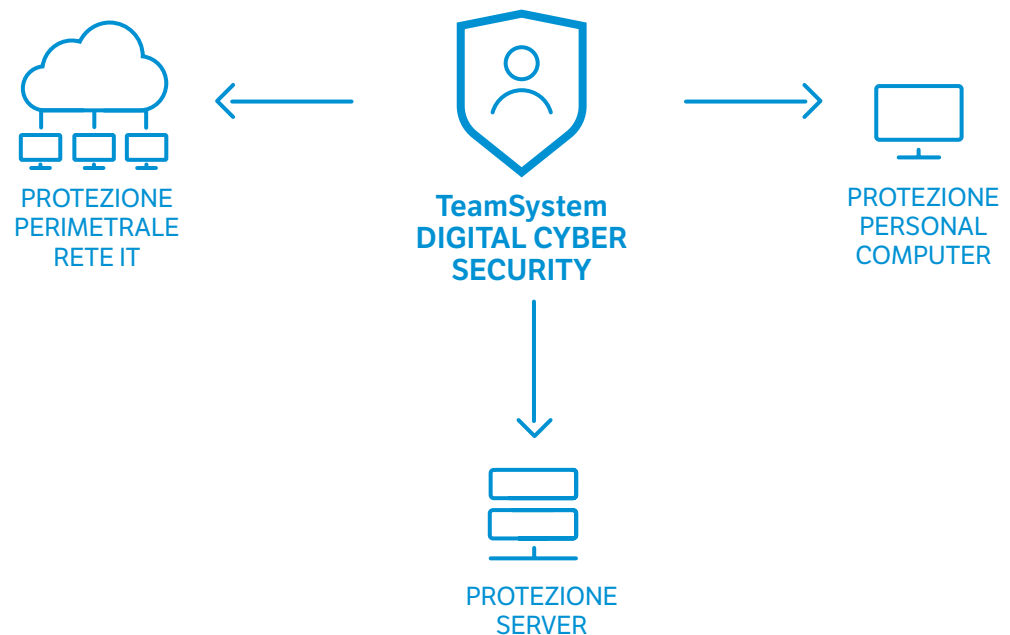 PROTEZIONE
PERIMETRALE
RETE IT
TeamSystem
DIGITAL CYBER
SECURITY
PROTEZIONE
PERSONAL
COMPUTER
PROTEZIONE
SERVER